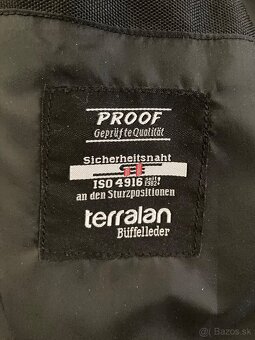 PROOF
Geprüfte Qualität
Sicherheitsnaht
ISO 4916
an den Sturzpositionen
terralan
Büffelleder
Bazos.sk